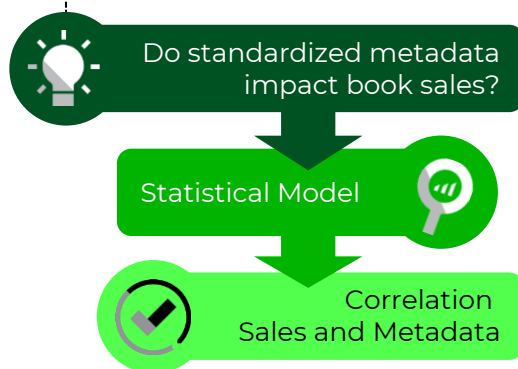 Do standardized metadata
impact book sales?
Statistical Model
Correlation
Sales and Metadata